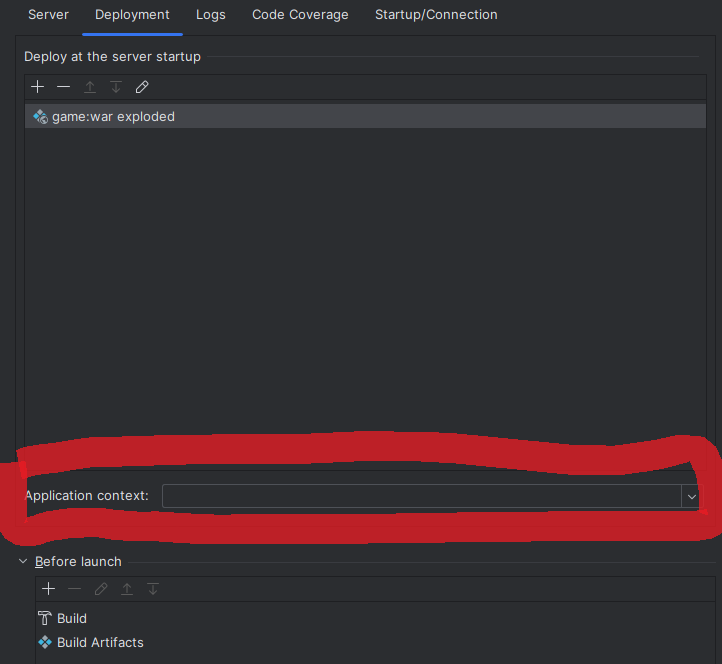 Server Deployment Logs Code Coverage Startup/Connection
Deploy at the server startup
game:war exploded
Application context:
Before launch
Build
Build Artifacts